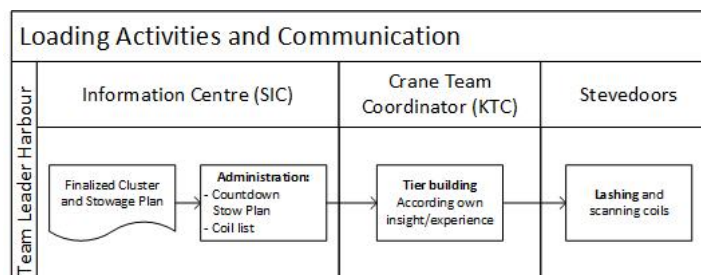 Loading Activities and Communication
Team Leader Harbour
Information Centre (SIC)
Crane Team
Coordinator (KTC)
Stevedoors
Finalized Cluster
and Stowage Plan
Administration:
- Countdown
Stow Plan
- Coil list
Tier building
According own
insight/experience
Lashing and
scanning coils